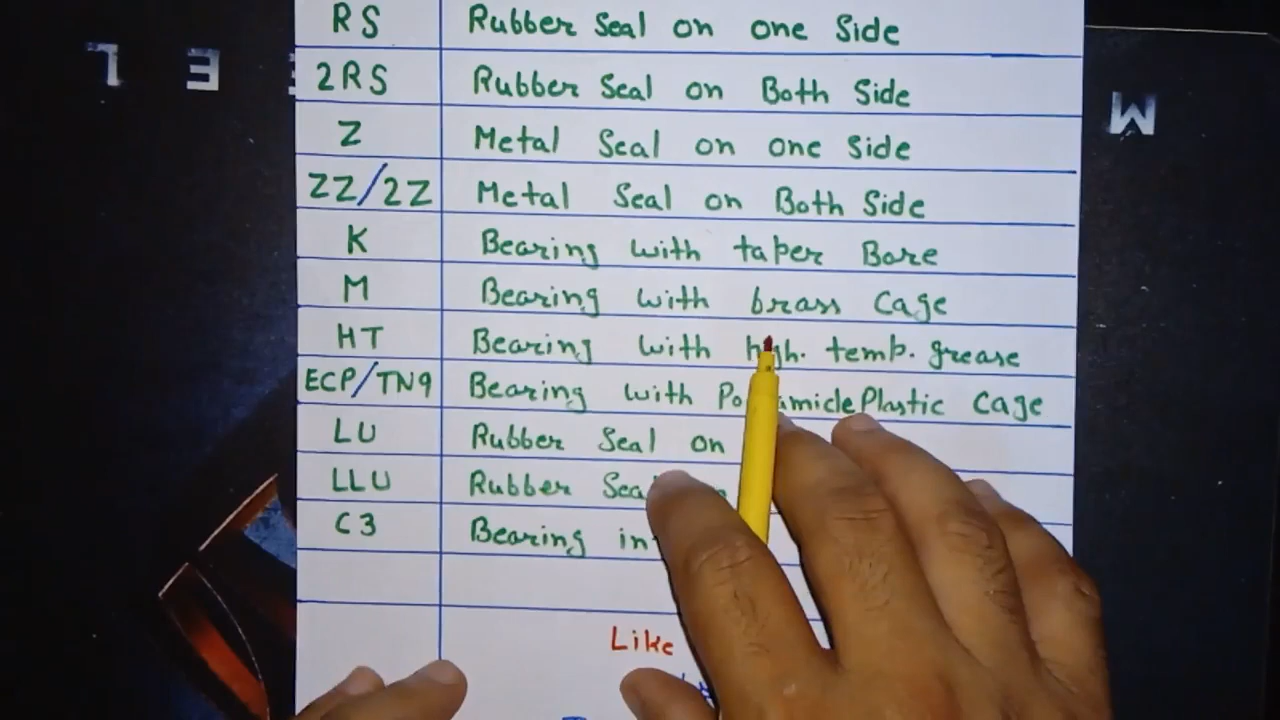 RS Rubber Seal on one Side
2RS Rubber Seal on Both Side
Z Metal Seal on one Side
ZZ/2Z Metal Seal on Both Side
K Bearing with taper Bore
M Bearing with brass Cage
HT Bearing with high. temp. grease
ECP/TN9 Bearing with Plastic Cage
LU Rubber Seal on
LLU Rubber Seal
C3 Bearing
Like
L E E
M